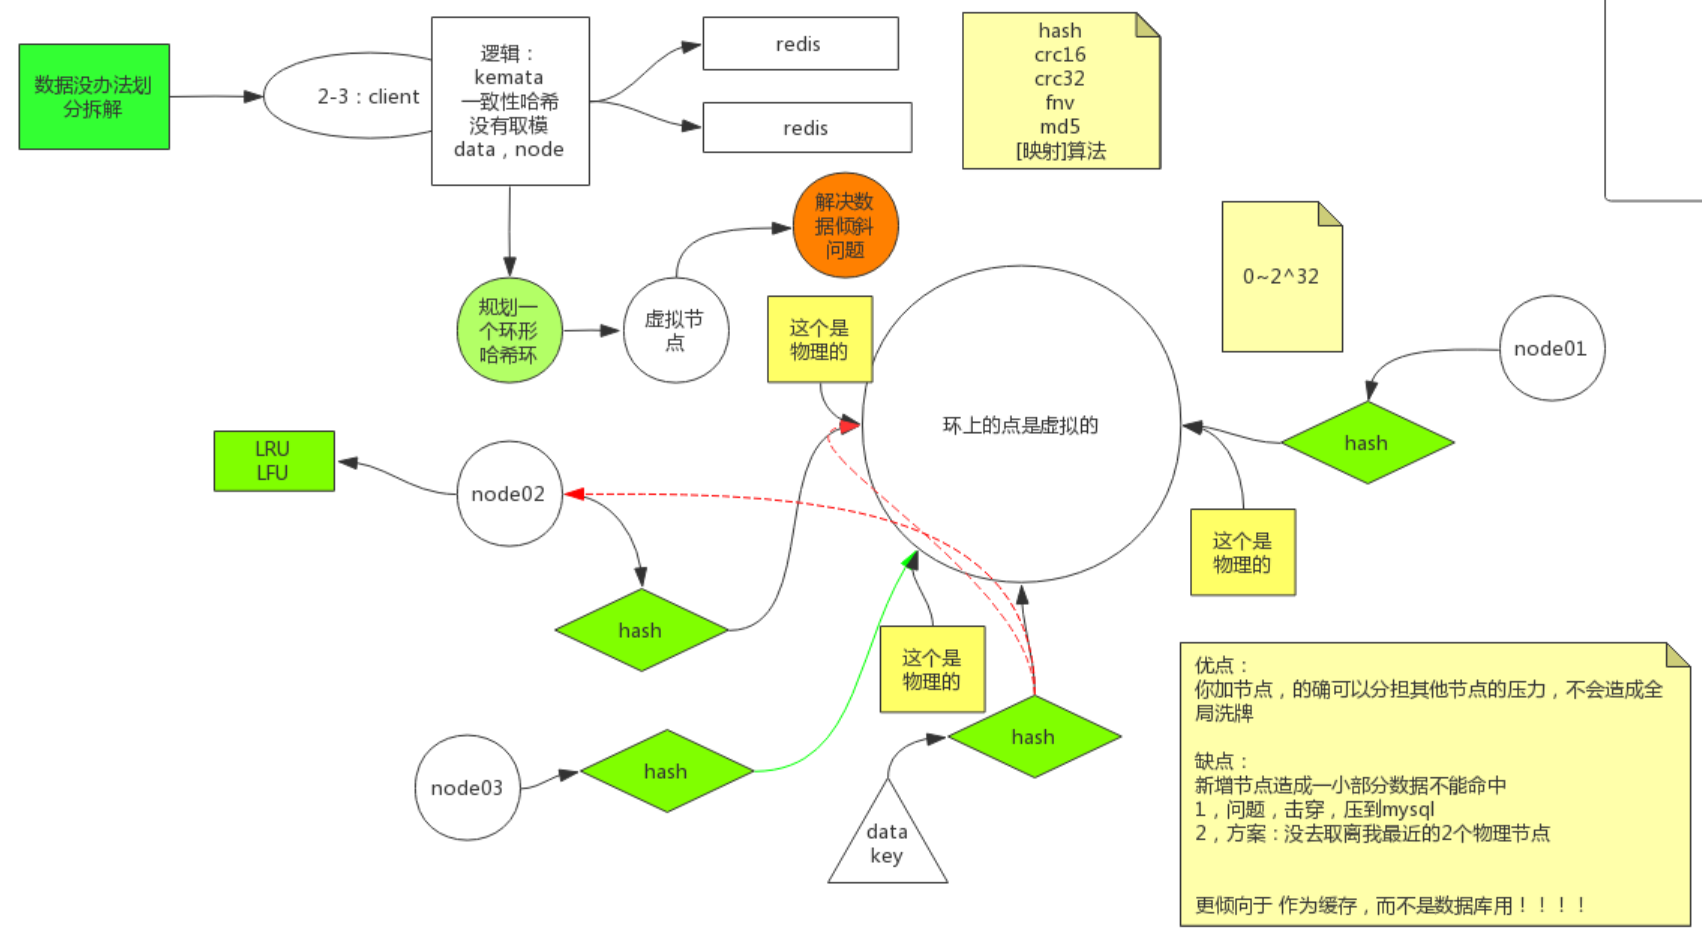 数据没办法划
分拆解
2-3：client
逻辑：
kemata
一致性哈希
没有取模
data，node
redis
redis
hash
crc16
crc32
fnv
md5
[映射]算法
解决数
据倾斜
问题
0~2^32
规划一
个环形
哈希环
虚拟节
点
这个是
物理的
环上的点是虚拟的
node01
hash
LRU
LFU
node02
这个是
物理的
hash
这个是
物理的
node03
hash
hash
data
key
优点：
你加节点，的确可以分担其他节点的压力，不会造成全
局洗牌
缺点：
新增节点造成一小部分数据不能命中
1，问题，击穿，压到mysql
2，方案：没去取离我最近的2个物理节点
更倾向于 作为缓存，而不是数据库用！！！！